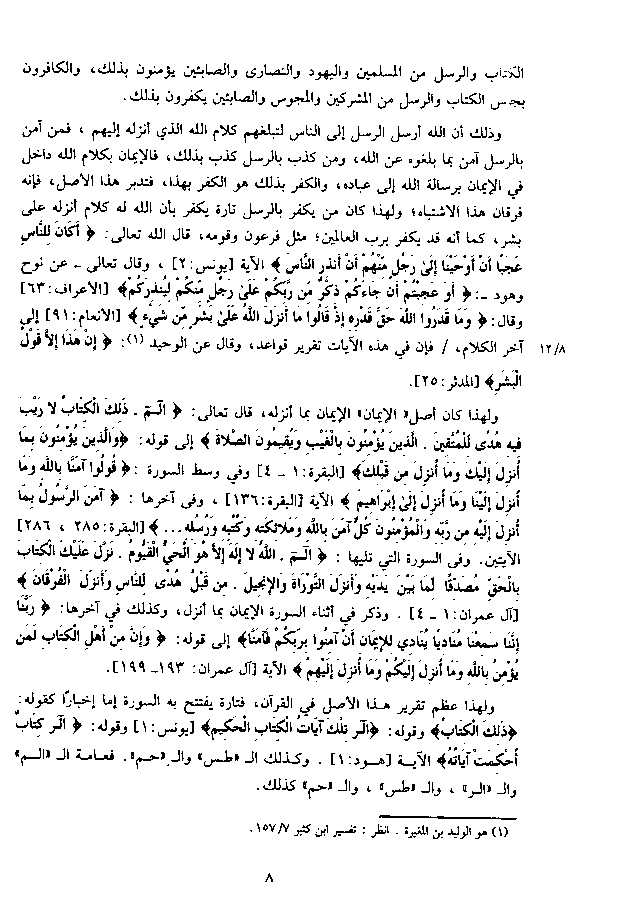 الكتاب والرسل من المسلمين واليهود والنصارى والصابئين يؤمنون بذلك، والكافرون
بجنس الكتاب والرسل من المشركين والمجوس والصابئين يكفرون بذلك.
وذلك أن الله أرسل الرسل إلى الناس لتبلغهم كلام الله الذي أنزله إليهم ، فمن آمن
بالرسل آمن بما بلغوه عن الله، ومن كذب بالرسل كذب بذلك، فالإيمان بكلام الله داخل
في الإيمان برسالة الله إلى عباده، والكفر بذلك هو الكفر بهذا، فتدبر هذا الأصل، فإنه
فرقان هذا الاشتباه؛ ولهذا كان من يكفر بالرسل تارة يكفر بأن الله له كلام أنزله على
بشر، كما أنه قد يكفر برب العالمين؛ مثل فرعون وقومه، قال الله تعالى: ﴿ أَكَانَ لِلنَّاسِ
عَجَبًا أَنْ أَوْحَيْنَا إِلَىٰ رَجُلٍ مِّنْهُمْ أَنْ أَنذِرِ النَّاسَ ﴾ الآية [يونس:٢] ، وقال تعالى ـ عن نوح
وهود ـ: ﴿ أَوَ عَجِبْتُمْ أَن جَاءَكُمْ ذِكْرٌ مِّن رَّبِّكُمْ عَلَىٰ رَجُلٍ مِّنكُمْ لِيُنذِرَكُمْ﴾ [الأعراف:٦٣]
وقال: ﴿ وَمَا قَدَرُوا اللَّهَ حَقَّ قَدْرِهِ إِذْ قَالُوا مَا أَنزَلَ اللَّهُ عَلَىٰ بَشَرٍ مِّن شَيْءٍ ﴾ [الأنعام:٩١] إلى
آخر الكلام، / فإن في هذه الآيات تقرير قواعد، وقال عن الوحيد (١): ﴿ إِنْ هَٰذَا إِلَّا قَوْلُ
١٢/٨
الْبَشَرِ﴾ [المدثر:٢٥].
ولهذا كان أصل« الإيمان» الإيمان بما أنزله، قال تعالى: ﴿ الٓـمٓ . ذَٰلِكَ الْكِتَابُ لَا رَيْبَ
فِيهِ هُدًى لِّلْمُتَّقِينَ . الَّذِينَ يُؤْمِنُونَ بِالْغَيْبِ وَيُقِيمُونَ الصَّلَاةَ ﴾ إلى قوله: ﴿وَالَّذِينَ يُؤْمِنُونَ بِمَا
أُنزِلَ إِلَيْكَ وَمَا أُنزِلَ مِن قَبْلِكَ﴾ [البقرة:١ ـ ٤] وفي وسط السورة : ﴿ قُولُوا آمَنَّا بِاللَّهِ وَمَا
أُنزِلَ إِلَيْنَا وَمَا أُنزِلَ إِلَىٰ إِبْرَاهِيمَ ﴾ الآية [البقرة:١٣٦] ، وفى آخرها : ﴿ آمَنَ الرَّسُولُ بِمَا
أُنزِلَ إِلَيْهِ مِن رَّبِّهِ وَالْمُؤْمِنُونَ كُلٌّ آمَنَ بِاللَّهِ وَمَلَائِكَتِهِ وَكُتُبِهِ وَرُسُلِهِ... ﴾ [البقرة:٢٨٥ ، ٢٨٦]
الآيتين. وفى السورة التي تليها : ﴿ الٓـمٓ . اللَّهُ لَا إِلَٰهَ إِلَّا هُوَ الْحَيُّ الْقَيُّومُ . نَزَّلَ عَلَيْكَ الْكِتَابَ
بِالْحَقِّ مُصَدِّقًا لِّمَا بَيْنَ يَدَيْهِ وَأَنزَلَ التَّوْرَاةَ وَالْإِنجِيلَ . مِن قَبْلُ هُدًى لِّلنَّاسِ وَأَنزَلَ الْفُرْقَانَ ﴾
[آل عمران:١ ـ ٤] . وذكر في أثناء السورة الإيمان بما أنزل، وكذلك في آخرها: ﴿ رَبَّنَا
إِنَّنَا سَمِعْنَا مُنَادِيًا يُنَادِي لِلْإِيمَانِ أَنْ آمِنُوا بِرَبِّكُمْ فَآمَنَّا﴾ إلى قوله: ﴿ وَإِنَّ مِنْ أَهْلِ الْكِتَابِ لَمَن
يُؤْمِنُ بِاللَّهِ وَمَا أُنزِلَ إِلَيْكُمْ وَمَا أُنزِلَ إِلَيْهِمْ ﴾ الآية [آل عمران: ١٩٣ـ ١٩٩].
ولهذا عظم تقرير هذا الأصل في القرآن، فتارة يفتتح به السورة إما إخبارًا كقوله:
﴿ذَٰلِكَ الْكِتَابُ﴾ وقوله: ﴿الٓر تِلْكَ آيَاتُ الْكِتَابِ الْحَكِيمِ﴾ [يونس:١] وقوله: ﴿ الٓر كِتَابٌ
أُحْكِمَتْ آيَاتُهُ﴾ الآية [هود:١] . وكذلك الـ «طس» والـ «حم». فعامة الـ «الـم»
والـ «الـر» ، والـ «طس» ، والـ «حم» كذلك.
(١) هو الوليد بن المغيرة . انظر : تفسير ابن كثير ١٥٧/٧.
٨